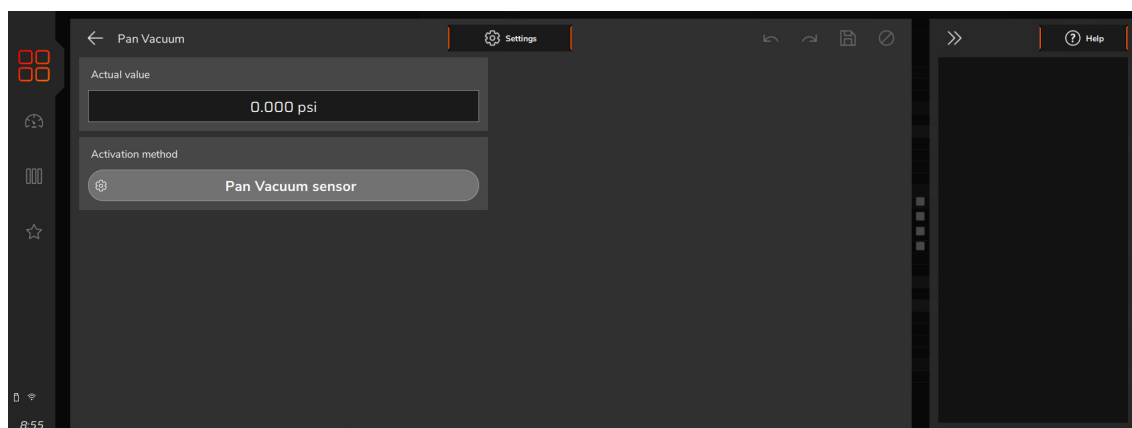 Pan Vacuum
Settings
Help
Actual value
0.000 psi
Activation method
Pan Vacuum sensor
8:55